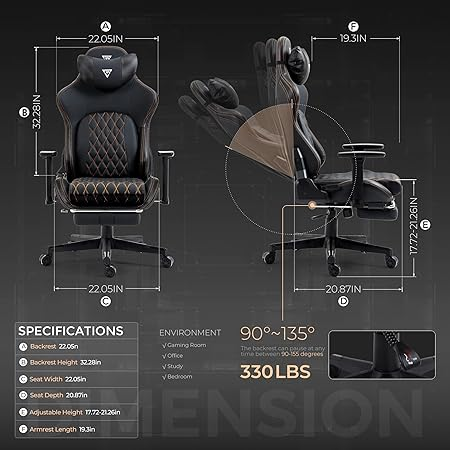 A
22.05IN
F
19.3IN
B
32.28IN
E
17.72-21.26IN
22.05IN
C
20.87IN
D
SPECIFICATIONS
A Backrest 22.05in
B Backrest Height 32.28in
C Seat Width 22.05in
D Seat Depth 20.87in
E Adjustable Height 17.72-21.26in
F Armrest Length 19.3in
ENVIRONMENT
√ Gaming Room
√ Office
√ Study
√ Bedroom
90°~135°
The backrest can pause at any
time between 90-155 degrees
330LBS
MENSION